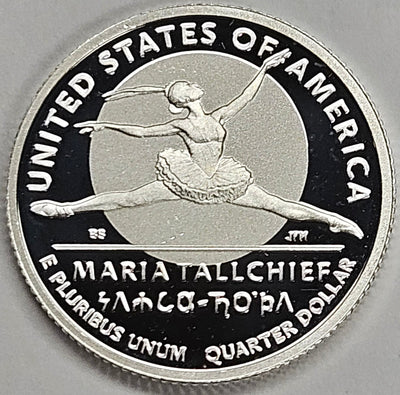 UNITED STATES OF AMERICA
BS JFM
MARIA TALLCHIEF
E PLURIBUS UNUM QUARTER DOLLAR